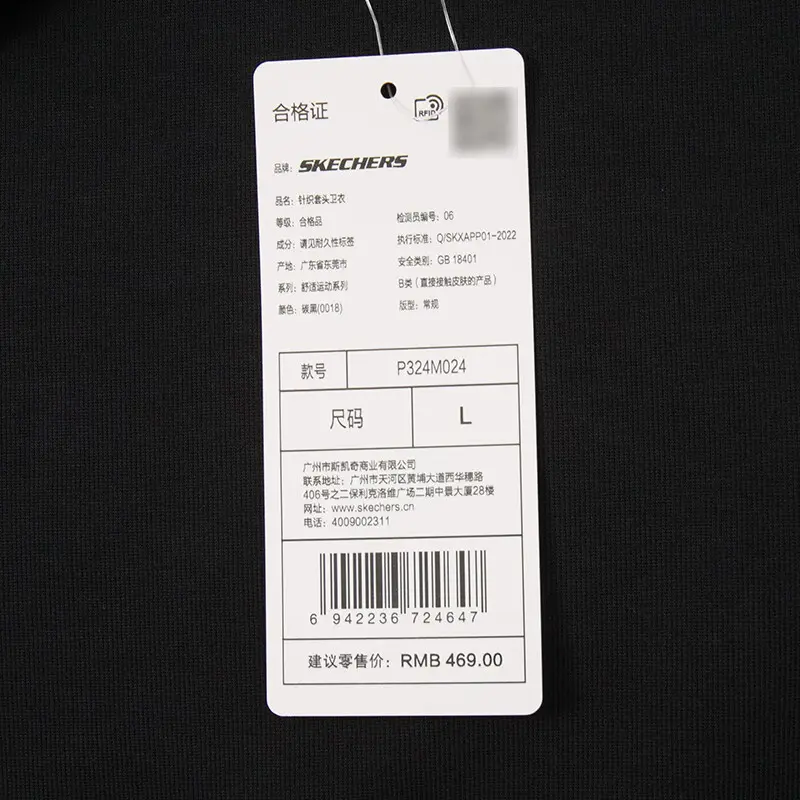 合格证
RFID
品牌: SKECHERS
品名: 针织套头卫衣
等级: 合格品
成分: 请见耐久性标签
产地: 广东省东莞市
系列: 舒适运动系列
颜色: 碳黑(0018)
检测员编号: 06
执行标准: Q/SKXAPP01-2022
安全类别: GB 18401
B类(直接接触皮肤的产品)
版型: 常规
款号 P324M024
尺码 L
广州市斯凯奇商业有限公司
联系地址: 广州市天河区黄埔大道西华穗路
406号之二保利克洛维广场二期中景大厦28楼
网址: www.skechers.cn
电话: 4009002311
6 942236 724647
建议零售价: RMB 469.00